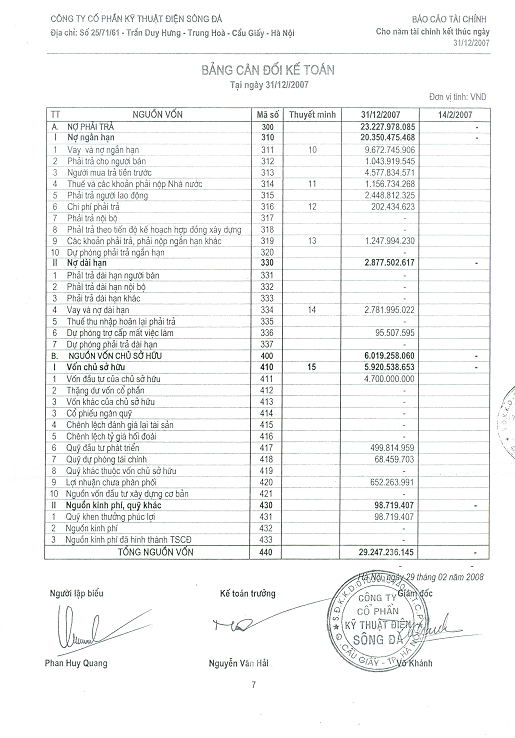 CÔNG TY CỔ PHẦN KỸ THUẬT ĐIỆN SÔNG ĐÀ BÁO CÁO TÀI CHÍNH
Địa chỉ: Số 25/71/61 - Trần Duy Hưng - Trung Hoà - Cầu Giấy - Hà Nội Cho năm tài chính kết thúc ngày
31/12/2007
BẢNG CÂN ĐỐI KẾ TOÁN
Tại ngày 31/12//2007
Đơn vị tính: VND
TT NGUỒN VỐN Mã số Thuyết minh 31/12/2007 14/2/2007
A. NỢ PHẢI TRẢ 300 23.227.978.085 -
I Nợ ngắn hạn 310 20.350.475.468 -
1 Vay và nợ ngắn hạn 311 10 9.672.745.906
2 Phải trả cho người bán 312 1.043.919.545
3 Người mua trả tiền trước 313 4.577.834.571
4 Thuế và các khoản phải nộp Nhà nước 314 11 1.156.734.268
5 Phải trả người lao động 315 2.448.812.325
6 Chi phí phải trả 316 12 202.434.623
7 Phải trả nội bộ 317 -
8 Phải trả theo tiến độ kế hoạch hợp đồng xây dựng 318 -
9 Các khoản phải trả, phải nộp ngắn hạn khác 319 13 1.247.994.230
10 Dự phòng phải trả ngắn hạn 320 -
II Nợ dài hạn 330 2.877.502.617 -
1 Phải trả dài hạn người bán 331 -
2 Phải trả dài hạn nội bộ 332 -
3 Phải trả dài hạn khác 333 -
4 Vay và nợ dài hạn 334 14 2.781.995.022
5 Thuế thu nhập hoãn lại phải trả 335 -
6 Dự phòng trợ cấp mất việc làm 336 95.507.595
7 Dự phòng phải trả dài hạn 337 -
B. NGUỒN VỐN CHỦ SỞ HỮU 400 6.019.258.060 -
I Vốn chủ sở hữu 410 15 5.920.538.653 -
1 Vốn đầu tư của chủ sở hữu 411 4.700.000.000
2 Thặng dư vốn cổ phần 412 -
3 Vốn khác của chủ sở hữu 413 -
3 Cổ phiếu ngân quỹ 414 -
4 Chênh lệch đánh giá lại tài sản 415 -
5 Chênh lệch tỷ giá hối đoái 416 -
6 Quỹ đầu tư phát triển 417 499.814.959
7 Quỹ dự phòng tài chính 418 68.459.703
8 Quỹ khác thuộc vốn chủ sở hữu 419 -
9 Lợi nhuận chưa phân phối 420 652.263.991
10 Nguồn vốn đầu tư xây dựng cơ bản 421 -
II Nguồn kinh phí, quỹ khác 430 98.719.407 -
1 Quỹ khen thưởng phúc lợi 431 98.719.407
2 Nguồn kinh phí 432 -
3 Nguồn kinh phí đã hình thành TSCĐ 433 -
TỔNG NGUỒN VỐN 440 29.247.236.145 -
- -
Hà Nội, ngày 29 tháng 02 năm 2008
Người lập biểu Kế toán trưởng Giám đốc
CÔNG TY
CỔ PHẦN
KỸ THUẬT ĐIỆN
SÔNG ĐÀ
Q. CẦU GIẤY - TP. HÀ NỘI
Phan Huy Quang Nguyễn Văn Hải Võ Khánh
7